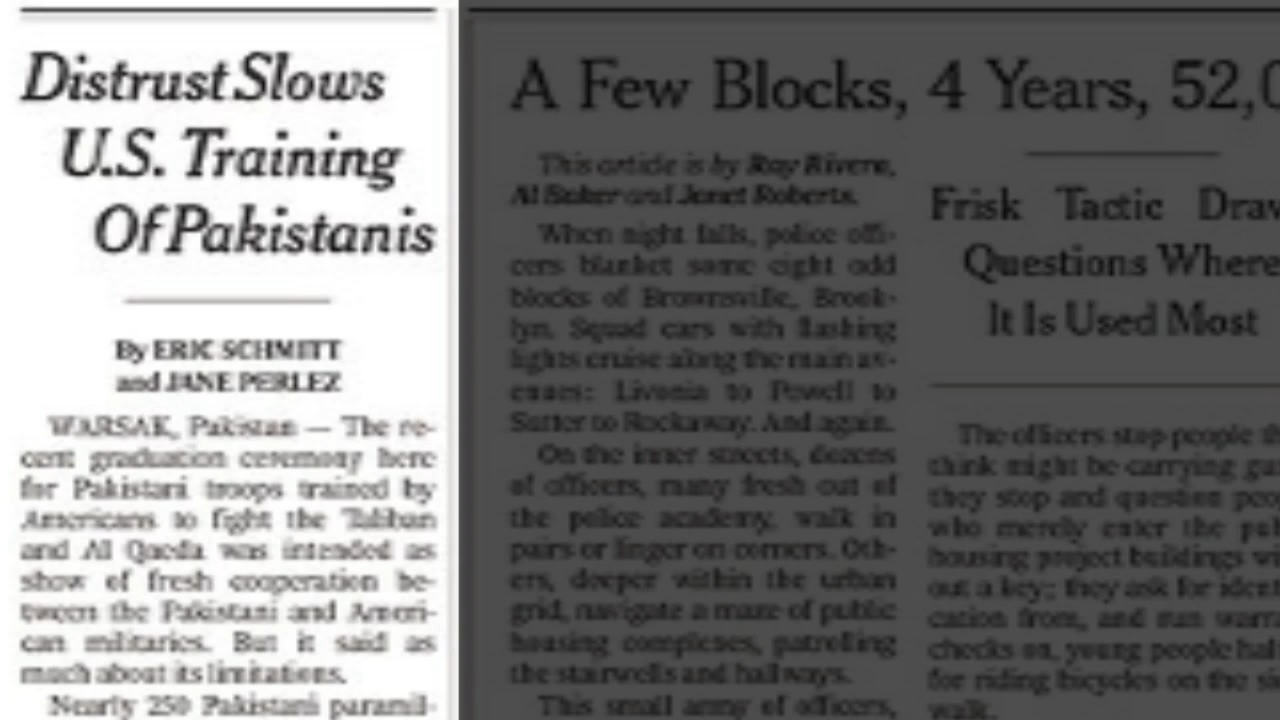 Distrust Slows
U.S. Training
Of Pakistanis
By ERIC SCHMITT
and JANE PERLEZ
WARSAK, Pakistan — The re-
cent graduation ceremony here
for Pakistani troops trained by
Americans to fight the Taliban
and Al Qaeda was intended as
show of fresh cooperation be-
tween the Pakistani and Ameri-
can militaries. But it said as
much about its limitations.
Nearly 250 Pakistani paramil-
A Few Blocks, 4 Years, 52,0
This article is by Ray Rivera,
Al Baker and Janet Roberts.
When night falls, police offi-
cers blanket some eight odd
blocks of Brownsville, Brook-
lyn. Squad cars with flashing
lights cruise along the main av-
enues: Livonia to Powell to
Sutter to Rockaway. And again.
On the inner streets, dozens
of officers, many fresh out of
the police academy, walk in
pairs or linger on corners. Oth-
ers, deeper within the urban
grid, navigate a maze of public
housing complexes, patrolling
the stairwells and hallways.
This small army of officers,
Frisk Tactic Draw
Questions Where
It Is Used Most
The officers stop people th
think might be carrying gu
they stop and question peo
who merely enter the pub
housing project buildings wi
out a key; they ask for ident
cation from, and run warra
checks on, young people hal
for riding bicycles on the si
walk.